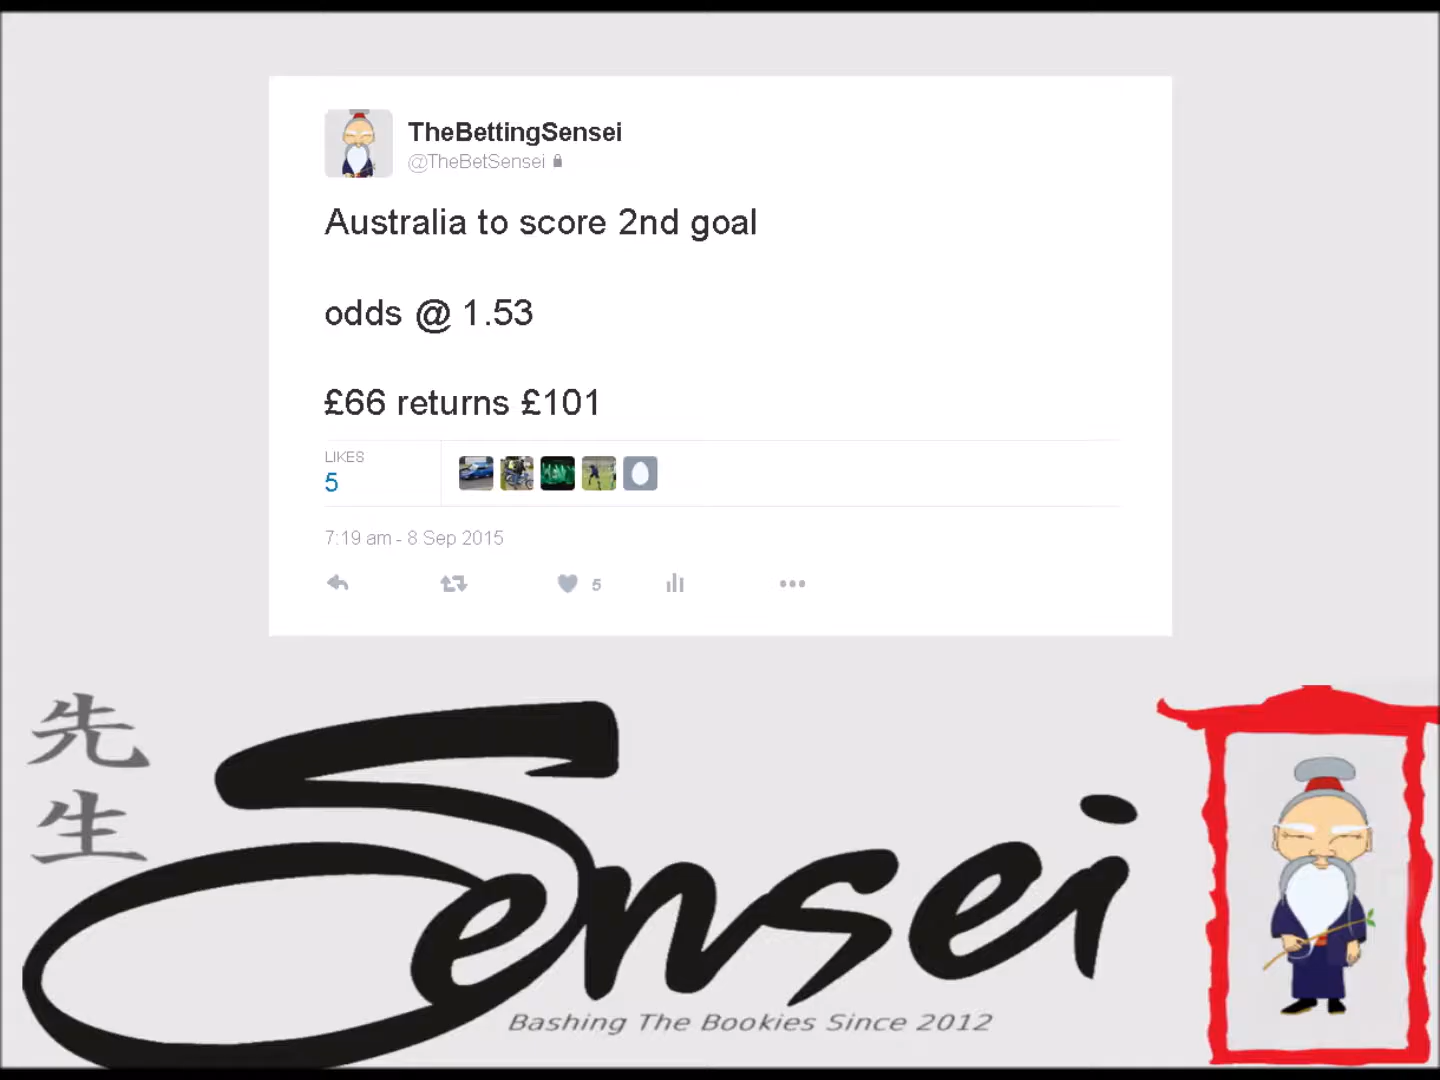 TheBettingSensei
@TheBetSensei
Australia to score 2nd goal
odds @ 1.53
£66 returns £101
LIKES
5
7:19 am - 8 Sep 2015
5
先
生
Sensei
Bashing The Bookies Since 2012